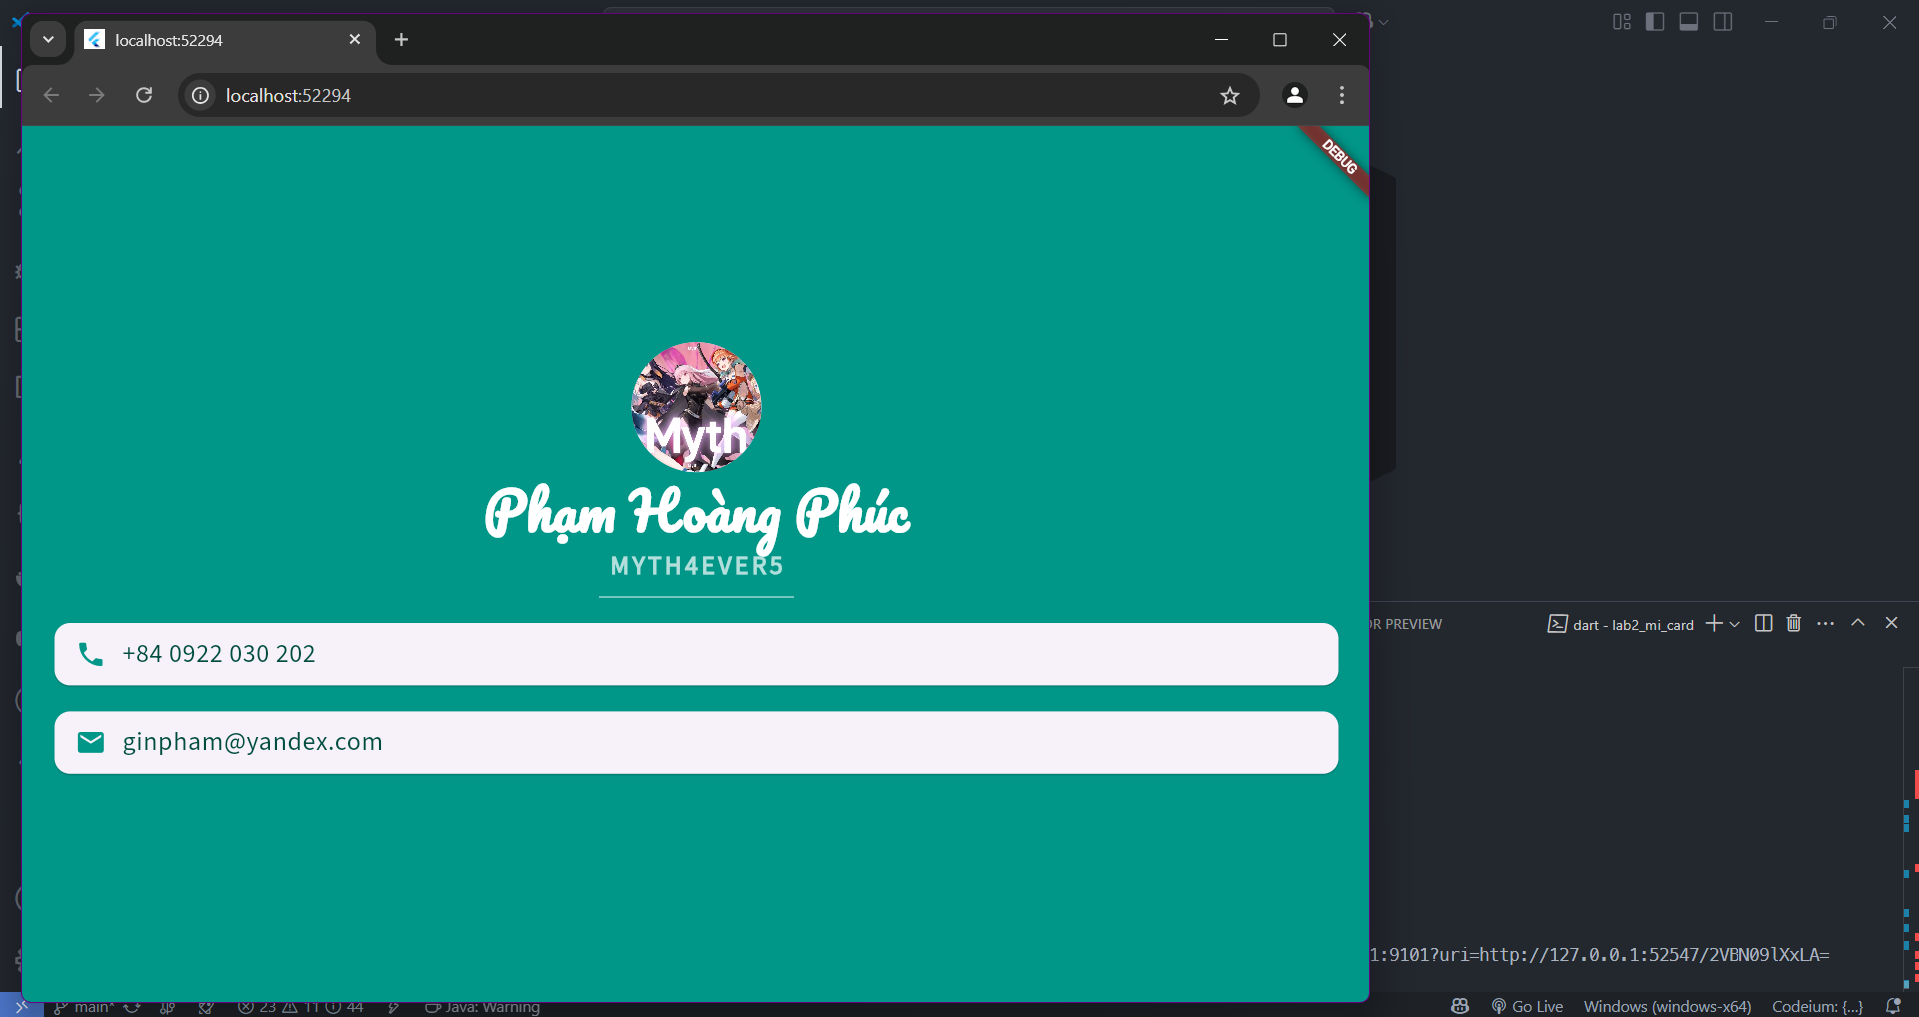 localhost:52294
localhost:52294
DEBUG
Myth
Phạm Hoàng Phúc
MYTH4EVER5
+84 0922 030 202
ginpham@yandex.com
R PREVIEW
dart - lab2_mi_card
1:9101?uri=http://127.0.0.1:52547/2VBN09lXxLA=
main* 23 11 44 Java: Warning Go Live Windows (windows-x64) Codeium: {...}